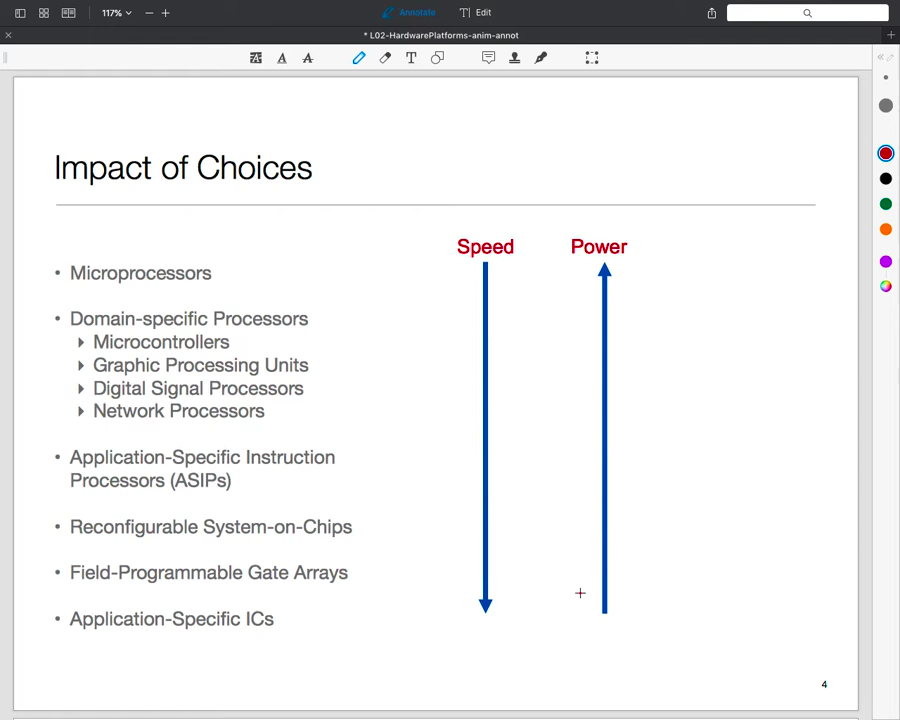 117%
Annotate
Edit
* L02-HardwarePlatforms-anim-annot
Impact of Choices
Speed
Power
• Microprocessors
• Domain-specific Processors
Microcontrollers
Graphic Processing Units
Digital Signal Processors
Network Processors
• Application-Specific Instruction
Processors (ASIPs)
• Reconfigurable System-on-Chips
• Field-Programmable Gate Arrays
• Application-Specific ICs
4